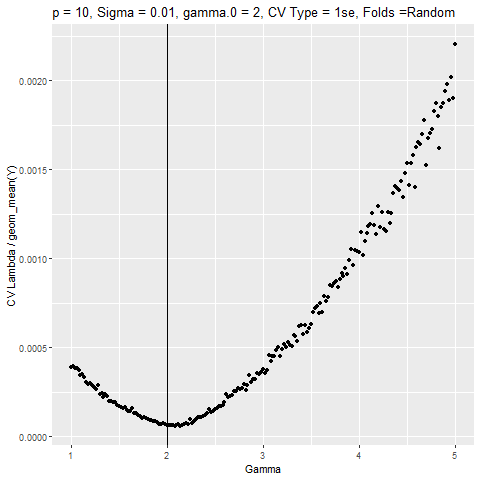 p = 10, Sigma = 0.01, gamma.0 = 2, CV Type = 1se, Folds =Random
CV Lambda / geom_mean(Y)
0.0020
0.0015
0.0010
0.0005
0.0000
1 2 3 4 5
Gamma